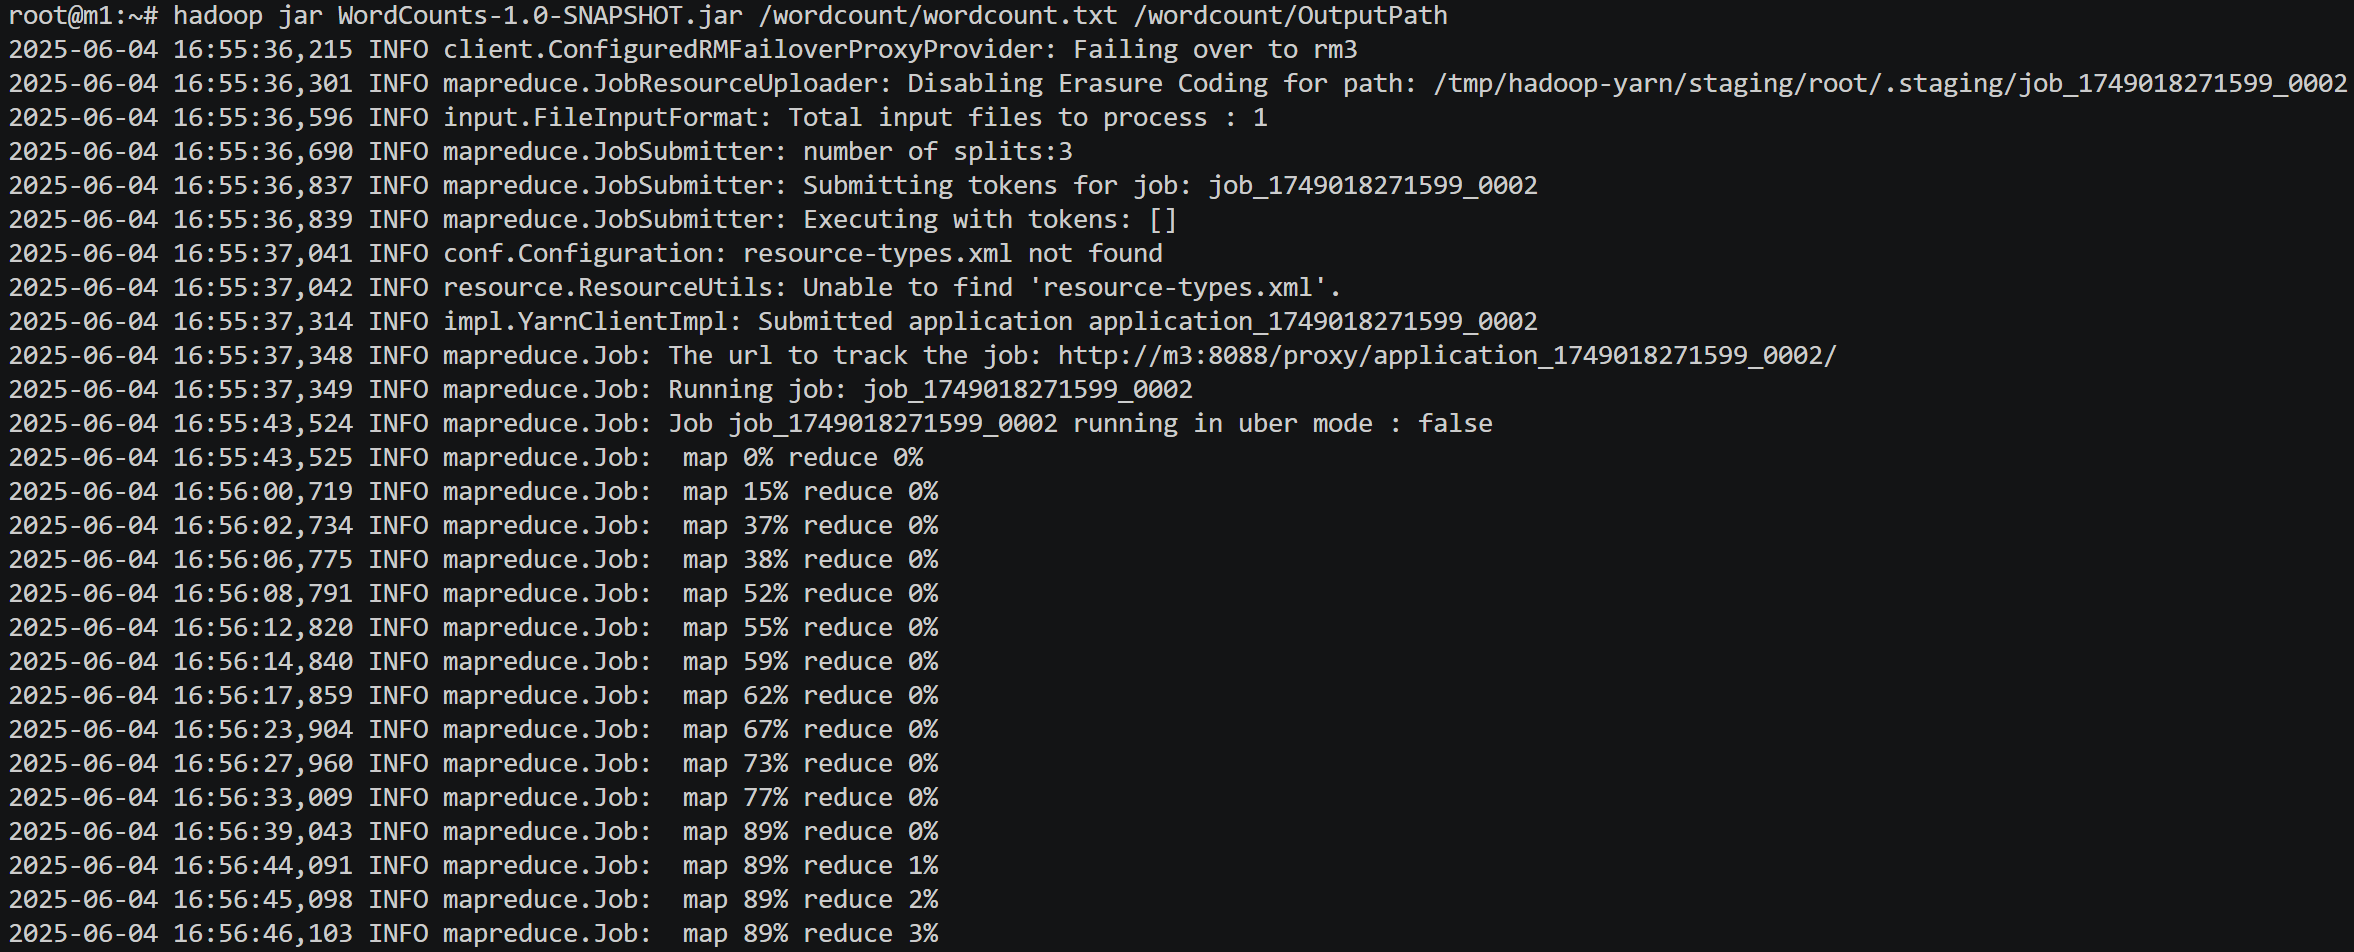 root@m1:~# hadoop jar WordCounts-1.0-SNAPSHOT.jar /wordcount/wordcount.txt /wordcount/OutputPath
2025-06-04 16:55:36,215 INFO client.ConfiguredRMFailoverProxyProvider: Failing over to rm3
2025-06-04 16:55:36,301 INFO mapreduce.JobResourceUploader: Disabling Erasure Coding for path: /tmp/hadoop-yarn/staging/root/.staging/job_1749018271599_0002
2025-06-04 16:55:36,596 INFO input.FileInputFormat: Total input files to process : 1
2025-06-04 16:55:36,690 INFO mapreduce.JobSubmitter: number of splits:3
2025-06-04 16:55:36,837 INFO mapreduce.JobSubmitter: Submitting tokens for job: job_1749018271599_0002
2025-06-04 16:55:36,839 INFO mapreduce.JobSubmitter: Executing with tokens: []
2025-06-04 16:55:37,041 INFO conf.Configuration: resource-types.xml not found
2025-06-04 16:55:37,042 INFO resource.ResourceUtils: Unable to find 'resource-types.xml'.
2025-06-04 16:55:37,314 INFO impl.YarnClientImpl: Submitted application application_1749018271599_0002
2025-06-04 16:55:37,348 INFO mapreduce.Job: The url to track the job: http://m3:8088/proxy/application_1749018271599_0002/
2025-06-04 16:55:37,349 INFO mapreduce.Job: Running job: job_1749018271599_0002
2025-06-04 16:55:43,524 INFO mapreduce.Job: Job job_1749018271599_0002 running in uber mode : false
2025-06-04 16:55:43,525 INFO mapreduce.Job:  map 0% reduce 0%
2025-06-04 16:56:00,719 INFO mapreduce.Job:  map 15% reduce 0%
2025-06-04 16:56:02,734 INFO mapreduce.Job:  map 37% reduce 0%
2025-06-04 16:56:06,775 INFO mapreduce.Job:  map 38% reduce 0%
2025-06-04 16:56:08,791 INFO mapreduce.Job:  map 52% reduce 0%
2025-06-04 16:56:12,820 INFO mapreduce.Job:  map 55% reduce 0%
2025-06-04 16:56:14,840 INFO mapreduce.Job:  map 59% reduce 0%
2025-06-04 16:56:17,859 INFO mapreduce.Job:  map 62% reduce 0%
2025-06-04 16:56:23,904 INFO mapreduce.Job:  map 67% reduce 0%
2025-06-04 16:56:27,960 INFO mapreduce.Job:  map 73% reduce 0%
2025-06-04 16:56:33,009 INFO mapreduce.Job:  map 77% reduce 0%
2025-06-04 16:56:39,043 INFO mapreduce.Job:  map 89% reduce 0%
2025-06-04 16:56:44,091 INFO mapreduce.Job:  map 89% reduce 1%
2025-06-04 16:56:45,098 INFO mapreduce.Job:  map 89% reduce 2%
2025-06-04 16:56:46,103 INFO mapreduce.Job:  map 89% reduce 3%